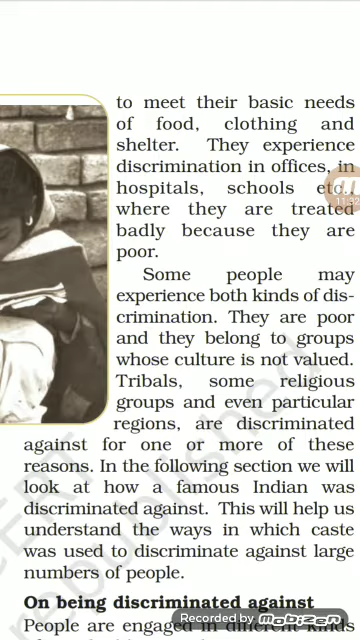 to meet their basic needs
of food, clothing and
shelter. They experience
discrimination in offices, in
hospitals, schools etc.,
where they are treated
badly because they are
poor.
Some people may
experience both kinds of dis-
crimination. They are poor
and they belong to groups
whose culture is not valued.
Tribals, some religious
groups and even particular
regions, are discriminated
against for one or more of these
reasons. In the following section we will
look at how a famous Indian was
discriminated against. This will help us
understand the ways in which caste
was used to discriminate against large
numbers of people.
On being discriminated against
People are engaged in different kinds
11:32
Recorded by mobizen